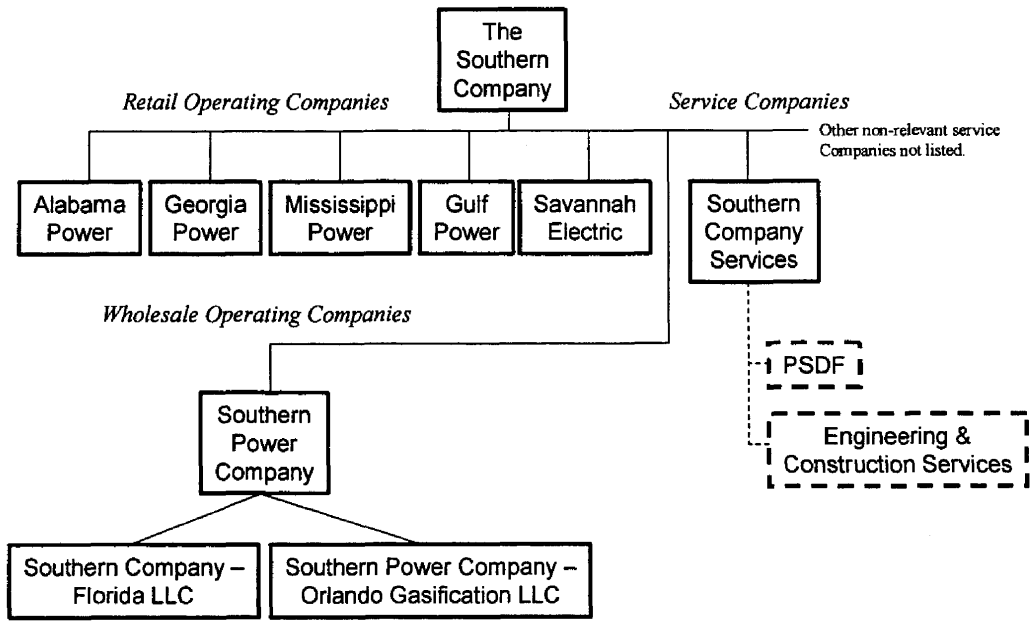 The
Southern
Company
Retail Operating Companies
Service Companies
Other non-relevant service
Companies not listed.
Alabama
Power
Georgia
Power
Mississippi
Power
Gulf
Power
Savannah
Electric
Southern
Company
Services
Wholesale Operating Companies
PSDF
Southern
Power
Company
Engineering &
Construction Services
Southern Company –
Florida LLC
Southern Power Company –
Orlando Gasification LLC